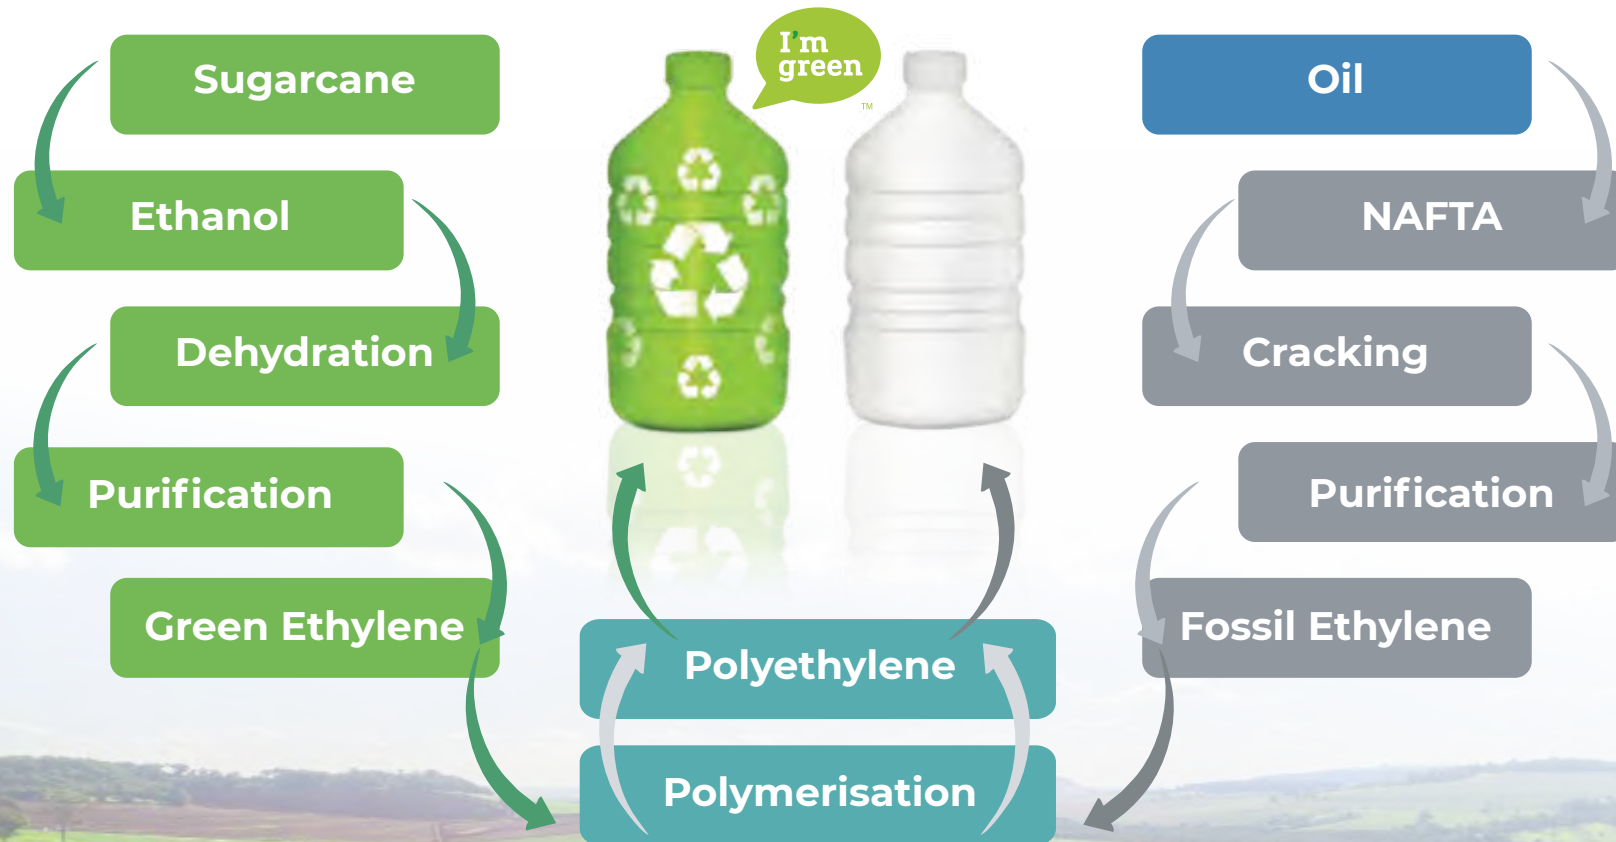 Sugarcane
Ethanol
Dehydration
Purification
Green Ethylene
I'm
green
TM
Polyethylene
Polymerisation
Oil
NAFTA
Cracking
Purification
Fossil Ethylene